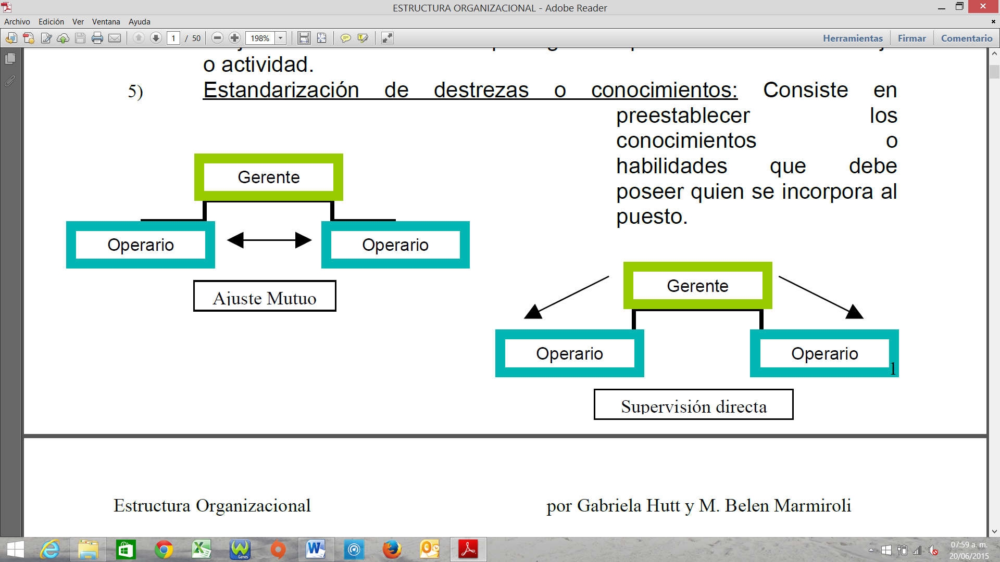 ESTRUCTURA ORGANIZACIONAL - Adobe Reader
Archivo Edición Ver Ventana Ayuda
1 / 50 198% Herramientas Firmar Comentario
o actividad.
5) Estandarización de destrezas o conocimientos: Consiste en
preestablecer los
conocimientos o
habilidades que debe
poseer quien se incorpora al
puesto.
Gerente
Operario Operario
Ajuste Mutuo
Gerente
Operario Operario
1
Supervisión directa
Estructura Organizacional por Gabriela Hutt y M. Belen Marmiroli
Games
07:59 a. m.
20/06/2015